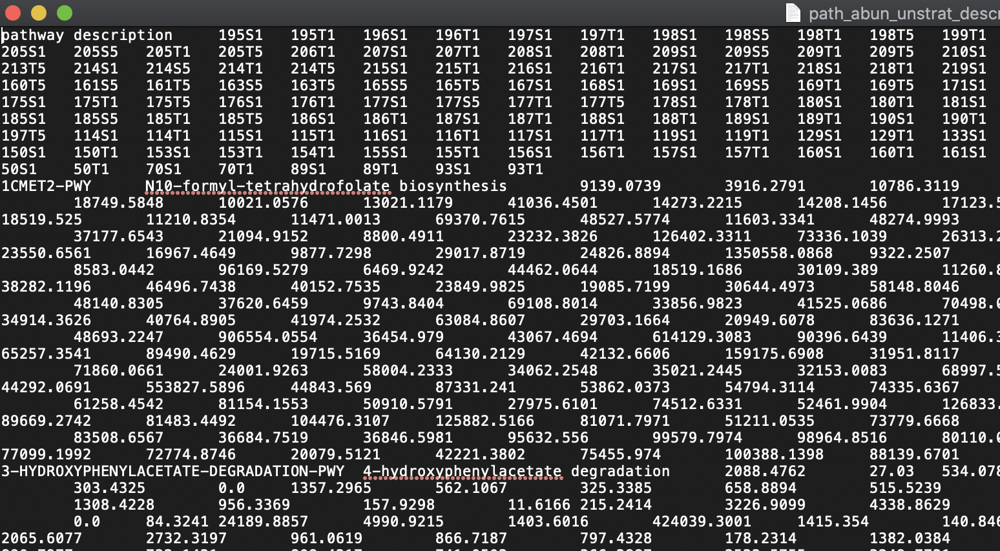 path_abun_unstrat_descr
pathway description 195S1 195T1 196S1 196T1 197S1 197T1 198S1 198S5 198T1 198T5 199T1
205S1 205S5 205T1 205T5 206T1 207S1 207T1 208S1 208T1 209S1 209S5 209T1 209T5 210S1
213T5 214S1 214S5 214T1 214T5 215S1 215T1 216S1 216T1 217S1 217T1 218S1 218T1 219S1
160T5 161S5 161T5 163S5 163T5 165S5 165T5 167S1 168S1 169S1 169S5 169T1 169T5 171S1
175S1 175T1 175T5 176S1 176T1 177S1 177S5 177T1 177T5 178S1 178T1 180S1 180T1 181S1
185S1 185S5 185T1 185T5 186S1 186T1 187S1 187T1 188S1 188T1 189S1 189T1 190S1 190T1
197T5 114S1 114T1 115S1 115T1 116S1 116T1 117S1 117T1 119S1 119T1 129S1 129T1 133S1
150S1 150T1 153S1 153T1 154T1 155S1 155T1 156S1 156T1 157S1 157T1 160S1 160T1 161S1
50S1 50T1 70S1 70T1 89S1 89T1 93S1 93T1
1CMET2-PWY N10-formyl-tetrahydrofolate biosynthesis 9139.0739 3916.2791 10786.3119
18749.5848 10021.0576 13021.1179 41036.4501 14273.2215 14208.1456 17123.5
18519.525 11210.8354 11471.0013 69370.7615 48527.5774 11603.3341 48274.9993
37177.6543 21094.9152 8800.4911 23232.3826 126402.3311 73336.1039 26313.2
23550.6561 16967.4649 9877.7298 29017.8719 24826.8894 1350558.0868 9322.2507
8583.0442 96169.5279 6469.9242 44462.0644 18519.1686 30109.389 11260.8
38282.1196 46496.7438 40152.7535 23849.9825 19085.7199 30644.4973 58148.8046
48140.8305 37620.6459 9743.8404 69108.8014 33856.9823 41525.0686 70498.0
34914.3626 40764.8905 41974.2532 63084.8607 29703.1664 20949.6078 83636.1271
48693.2247 906554.0554 36454.979 43067.4694 614129.3083 90396.6439 11406.3
65257.3541 89490.4629 19715.5169 64130.2129 42132.6606 159175.6908 31951.8117
71860.0661 24001.9263 58004.2333 34062.2548 35021.2445 32153.0083 68997.5
44292.0691 553827.5896 44843.569 87331.241 53862.0373 54794.3114 74335.6367
61258.4542 81154.1553 50910.5791 27975.6101 74512.6331 52461.9904 126833.
89669.2742 81483.4492 104476.3107 125882.5166 81071.7971 51211.0535 73779.6668
83508.6567 36684.7519 36846.5981 95632.556 99579.7974 98964.8516 80110.0
77099.1992 72774.8746 20079.5121 42221.3802 75455.974 100388.1398 88139.6701
3-HYDROXYPHENYLACETATE-DEGRADATION-PWY 4-hydroxyphenylacetate degradation 2088.4762 27.03 534.078
303.4325 0.0 1357.2965 562.1067 325.3385 658.8894 515.5239
1308.4228 956.3369 157.9298 11.6166 215.2414 3226.9099 4338.8629
0.0 84.3241 24189.8857 4990.9215 1403.6016 424039.3001 1415.354 140.846
2065.6077 2732.3197 961.0619 866.7187 797.4328 178.2314 1382.0384